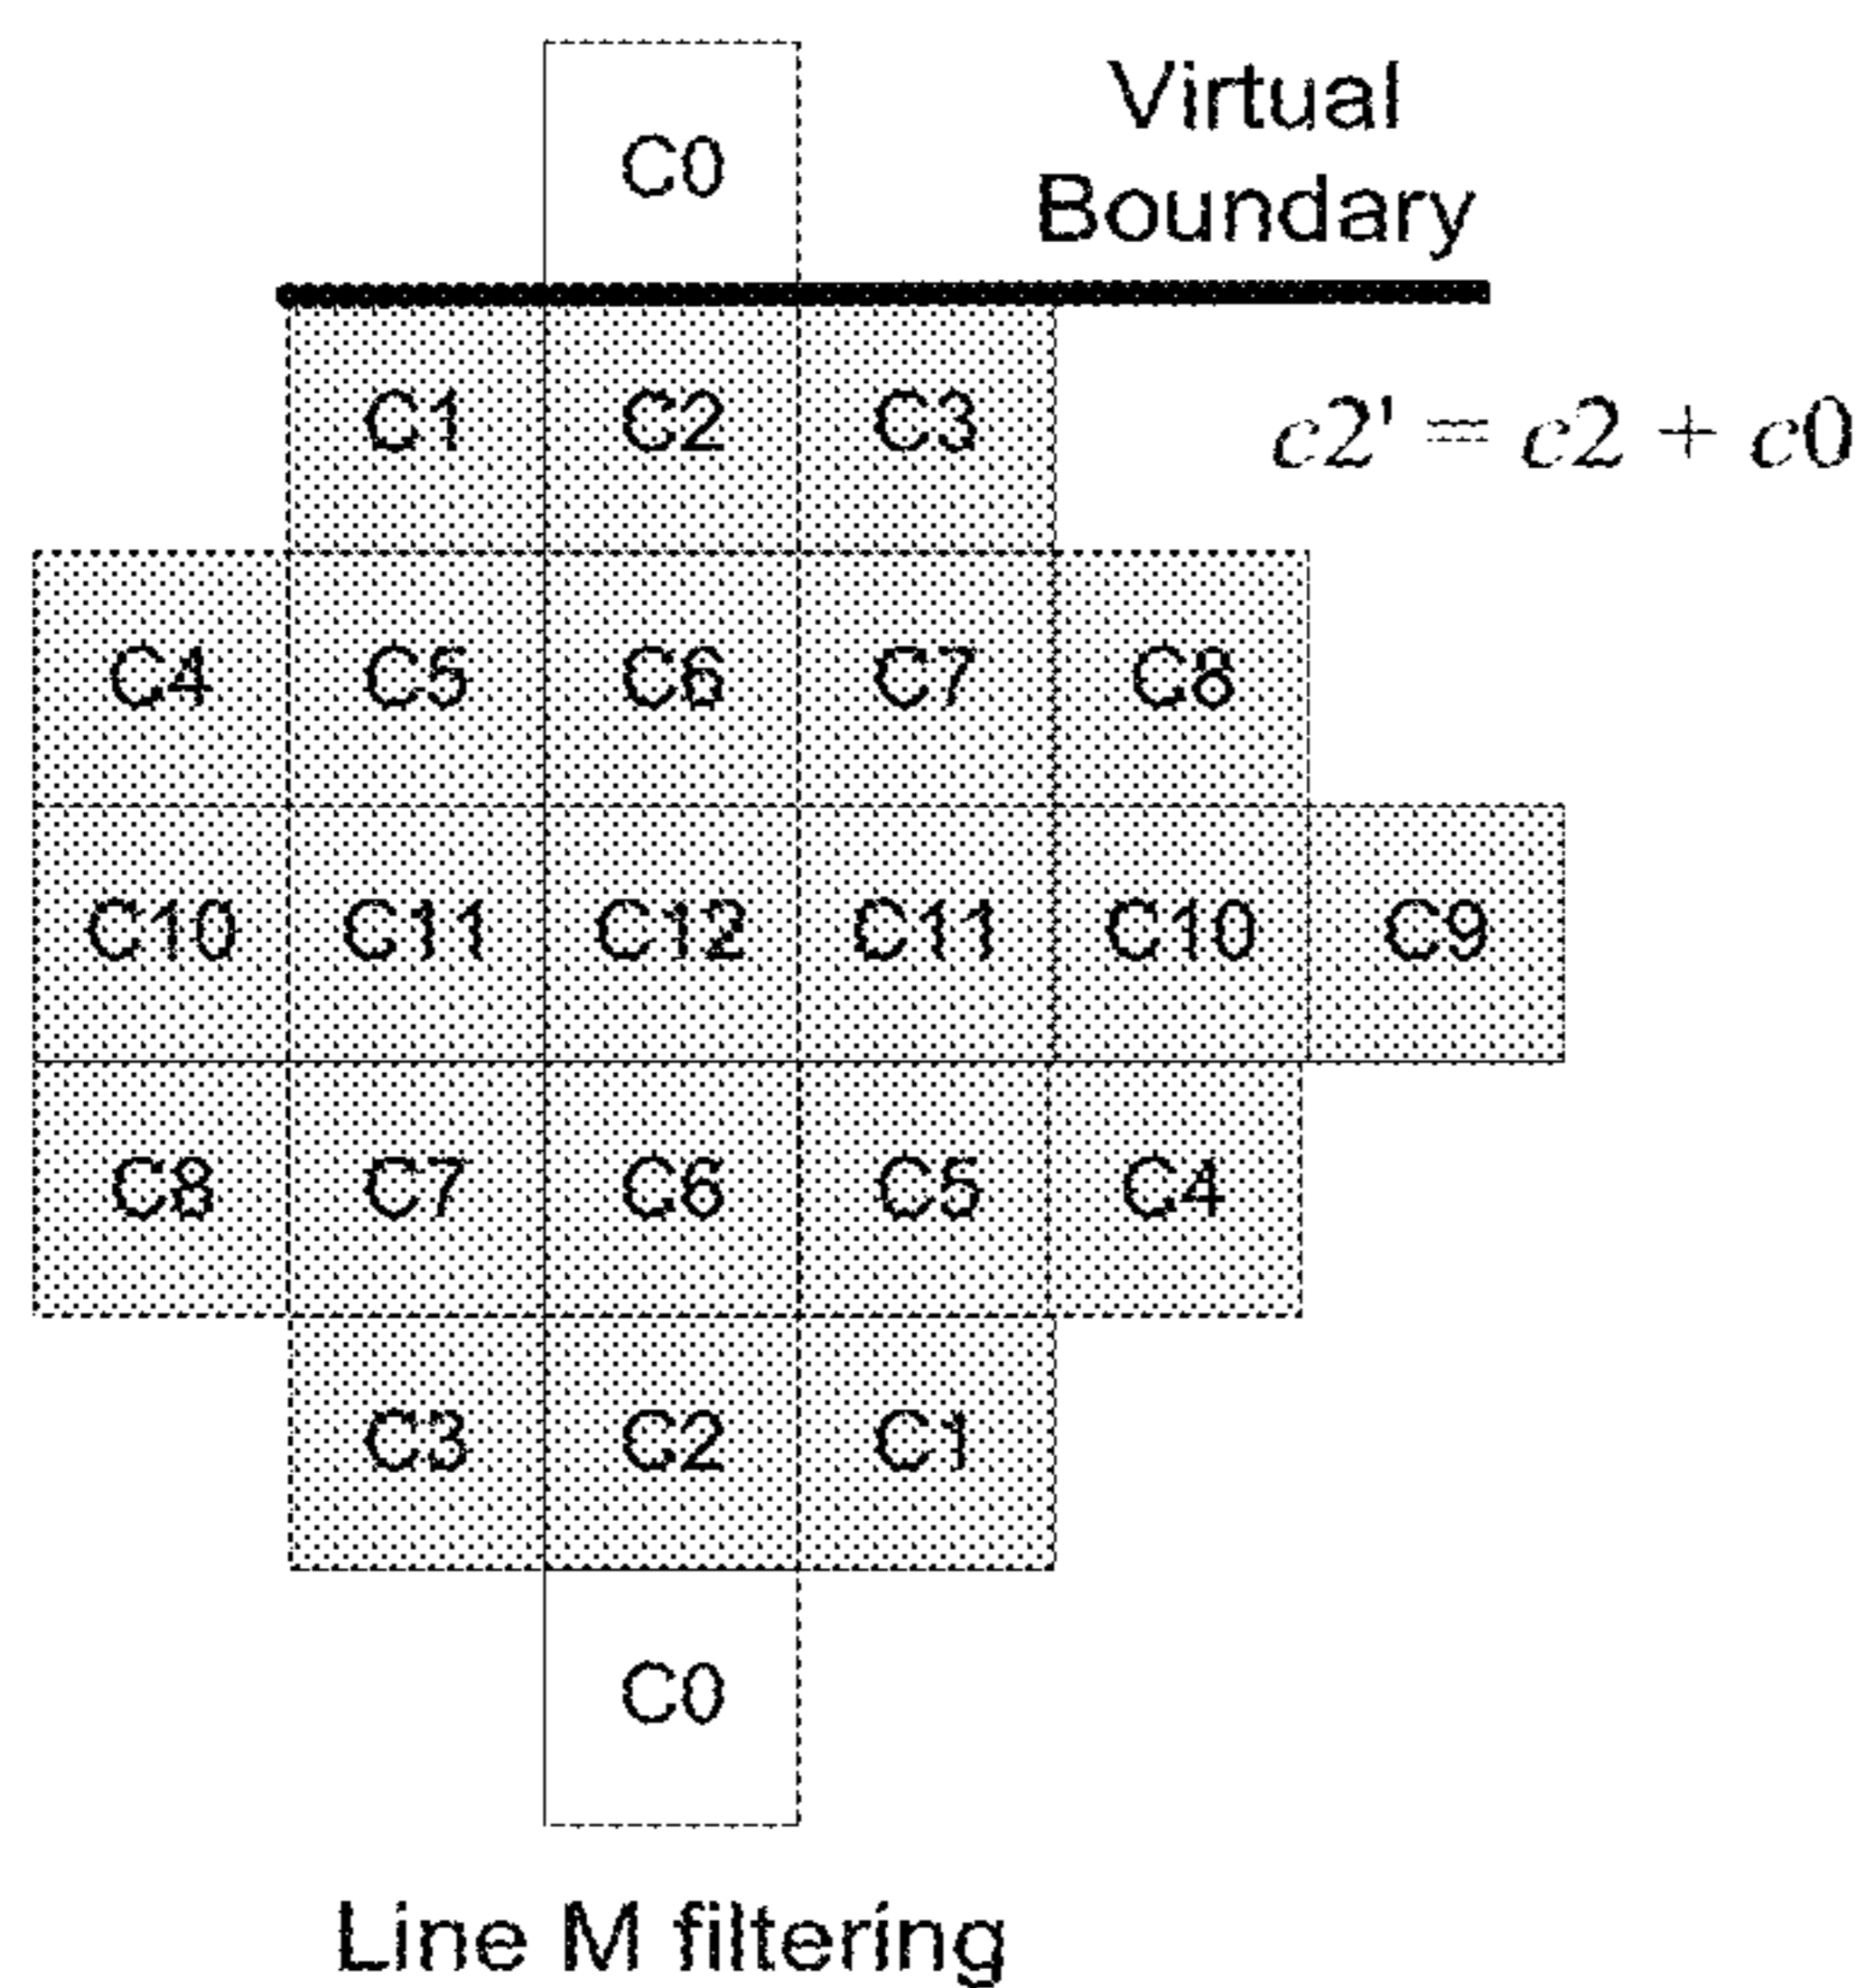 C0
Virtual
Boundary
C1 C2 C3
c2' = c2 + c0
C4 C5 C6 C7 C8
C10 C11 C12 C11 C10 C9
C8 C7 C6 C5 C4
C3 C2 C1
C0
Line M filtering